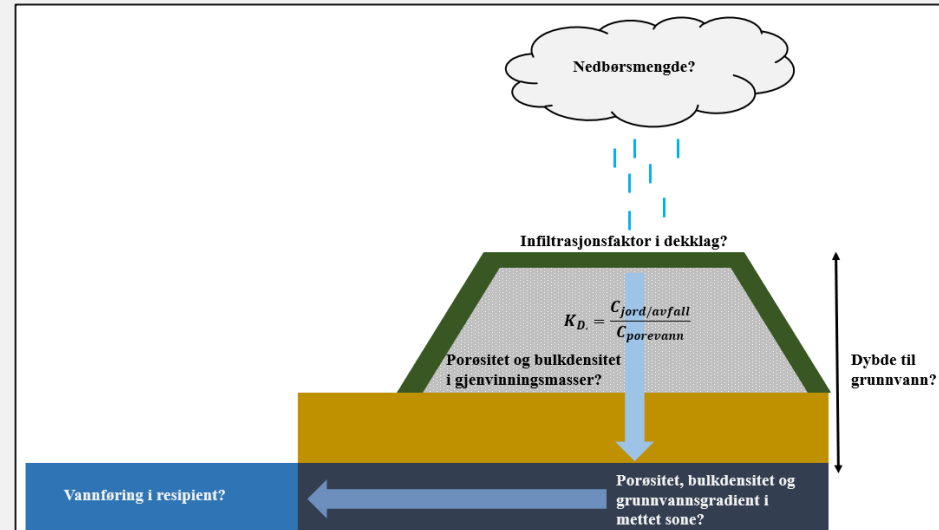 Nedbørsmengde?
Infiltrasjonsfaktor i dekklag?
K_D. = C_jord/avfall / C_porevann
Porøsitet og bulkdensitet
i gjenvinningsmasser?
Dybde til
grunnvann?
Vannføring i resipient?
Porøsitet, bulkdensitet og
grunnvannsgradient i
mettet sone?